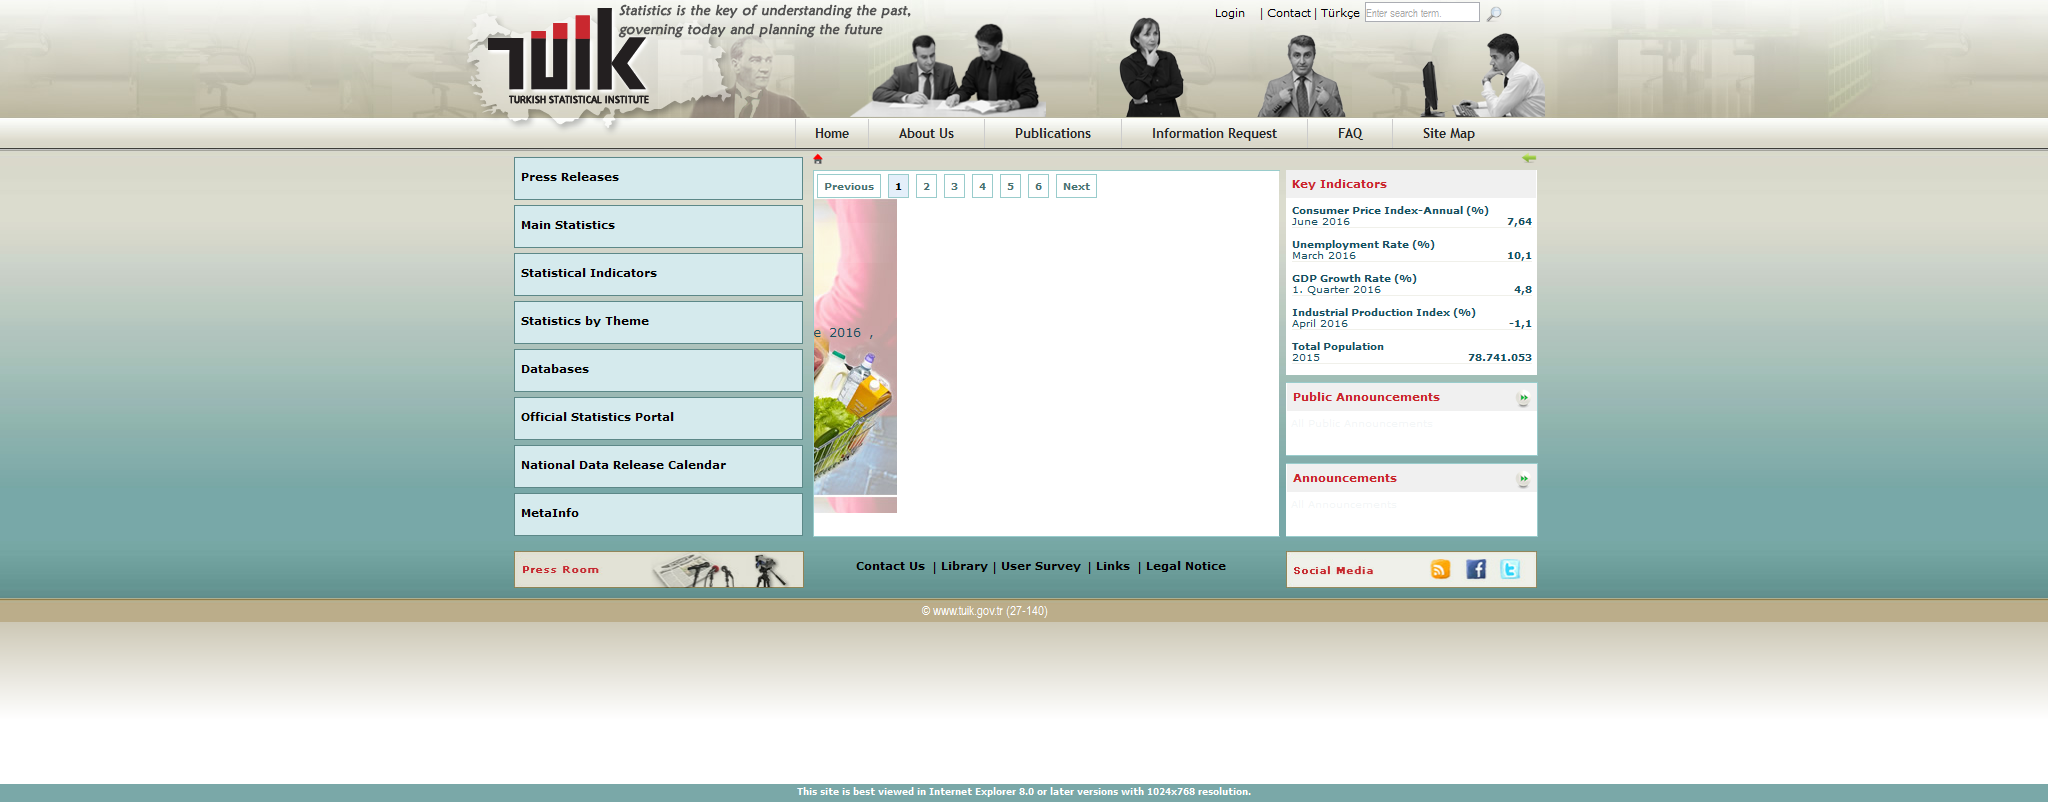 Statistics is the key of understanding the past,
governing today and planning the future
TUIK
TURKISH STATISTICAL INSTITUTE
Login | Contact | Türkçe Enter search term.
Home About Us Publications Information Request FAQ Site Map
Press Releases
Main Statistics
Statistical Indicators
Statistics by Theme
Databases
Official Statistics Portal
National Data Release Calendar
MetaInfo
Press Room
Previous 1 2 3 4 5 6 Next
e 2016 ,
Key Indicators
Consumer Price Index-Annual (%)
June 2016 7,64
Unemployment Rate (%)
March 2016 10,1
GDP Growth Rate (%)
1. Quarter 2016 4,8
Industrial Production Index (%)
April 2016 -1,1
Total Population
2015 78.741.053
Public Announcements
All Public Announcements
Announcements
All Announcements
Contact Us | Library | User Survey | Links | Legal Notice
Social Media
© www.tuik.gov.tr (27-140)
This site is best viewed in Internet Explorer 8.0 or later versions with 1024x768 resolution.